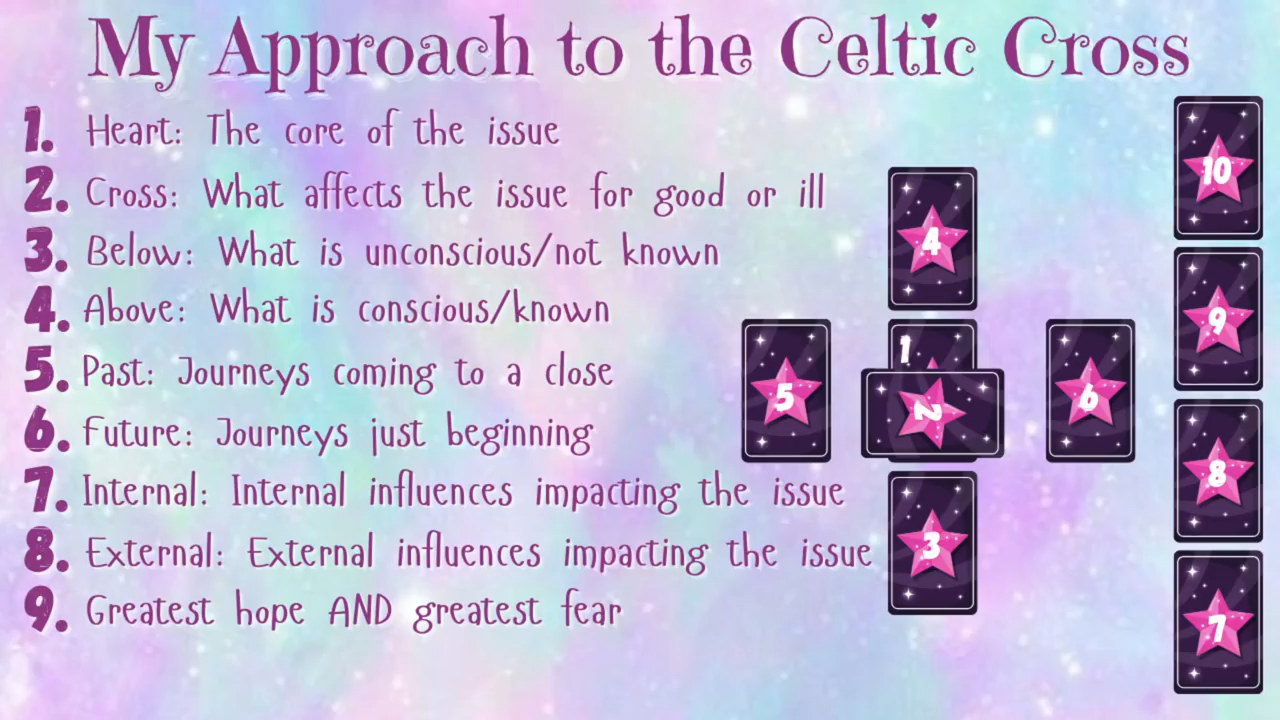 My Approach to the Celtic Cross
1. Heart: The core of the issue
2. Cross: What affects the issue for good or ill
3. Below: What is unconscious/not known
4. Above: What is conscious/known
5. Past: Journeys coming to a close
6. Future: Journeys just beginning
7. Internal: Internal influences impacting the issue
8. External: External influences impacting the issue
9. Greatest hope AND greatest fear
4
1
2
5
6
3
10
9
8
7